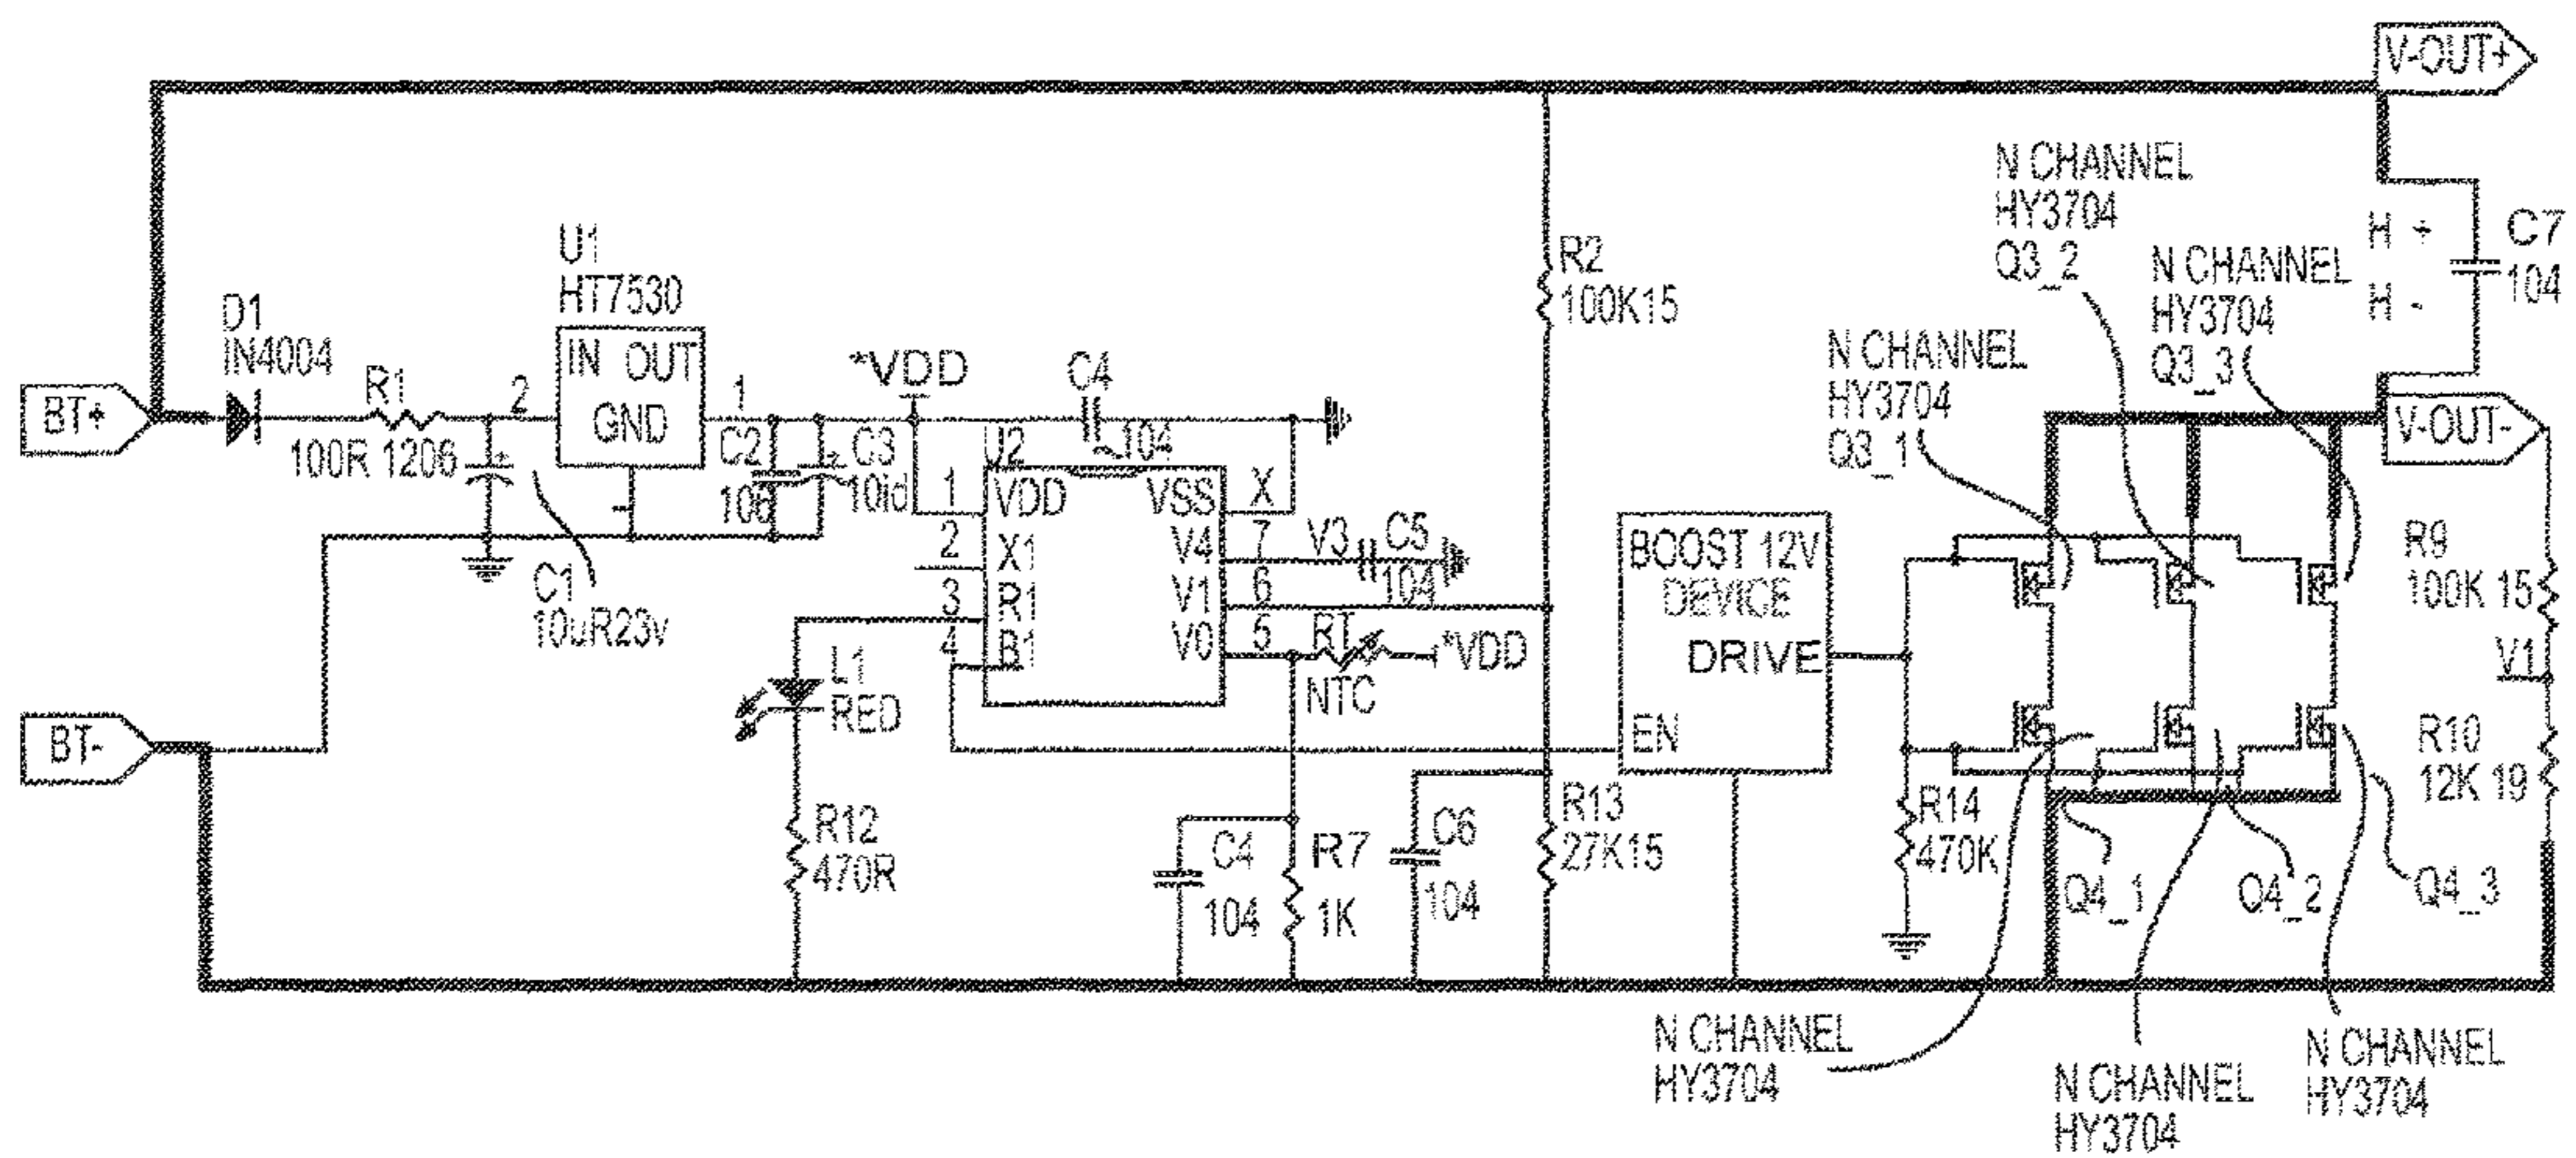 V-OUT+
N CHANNEL
HY3704
Q3_2
N CHANNEL
HY3704
Q3_3
H +
H -
C7
104
U1
HT7530
IN OUT
GND
D1
IN4004
R1
100R 1206
2
1
BT+
BT-
C1
10uR23v
*VDD
C4
104
C2
C3
U2
R2
100K15
N CHANNEL
HY3704
Q3_1
V-OUT-
1
2
3
4
VDD
X1
R1
B1
VSS
V4
V1
V0
X
7
6
5
V3
C5
104
RT
*VDD
NTC
L1
RED
R12
470R
BOOST 12V
DEVICE
DRIVE
EN
R9
100K 15
V1
R10
12K 19
C4
104
R7
1K
C6
104
R13
27K15
R14
470K
Q4_1
Q4_2
Q4_3
N CHANNEL
HY3704
N CHANNEL
HY3704
N CHANNEL
HY3704